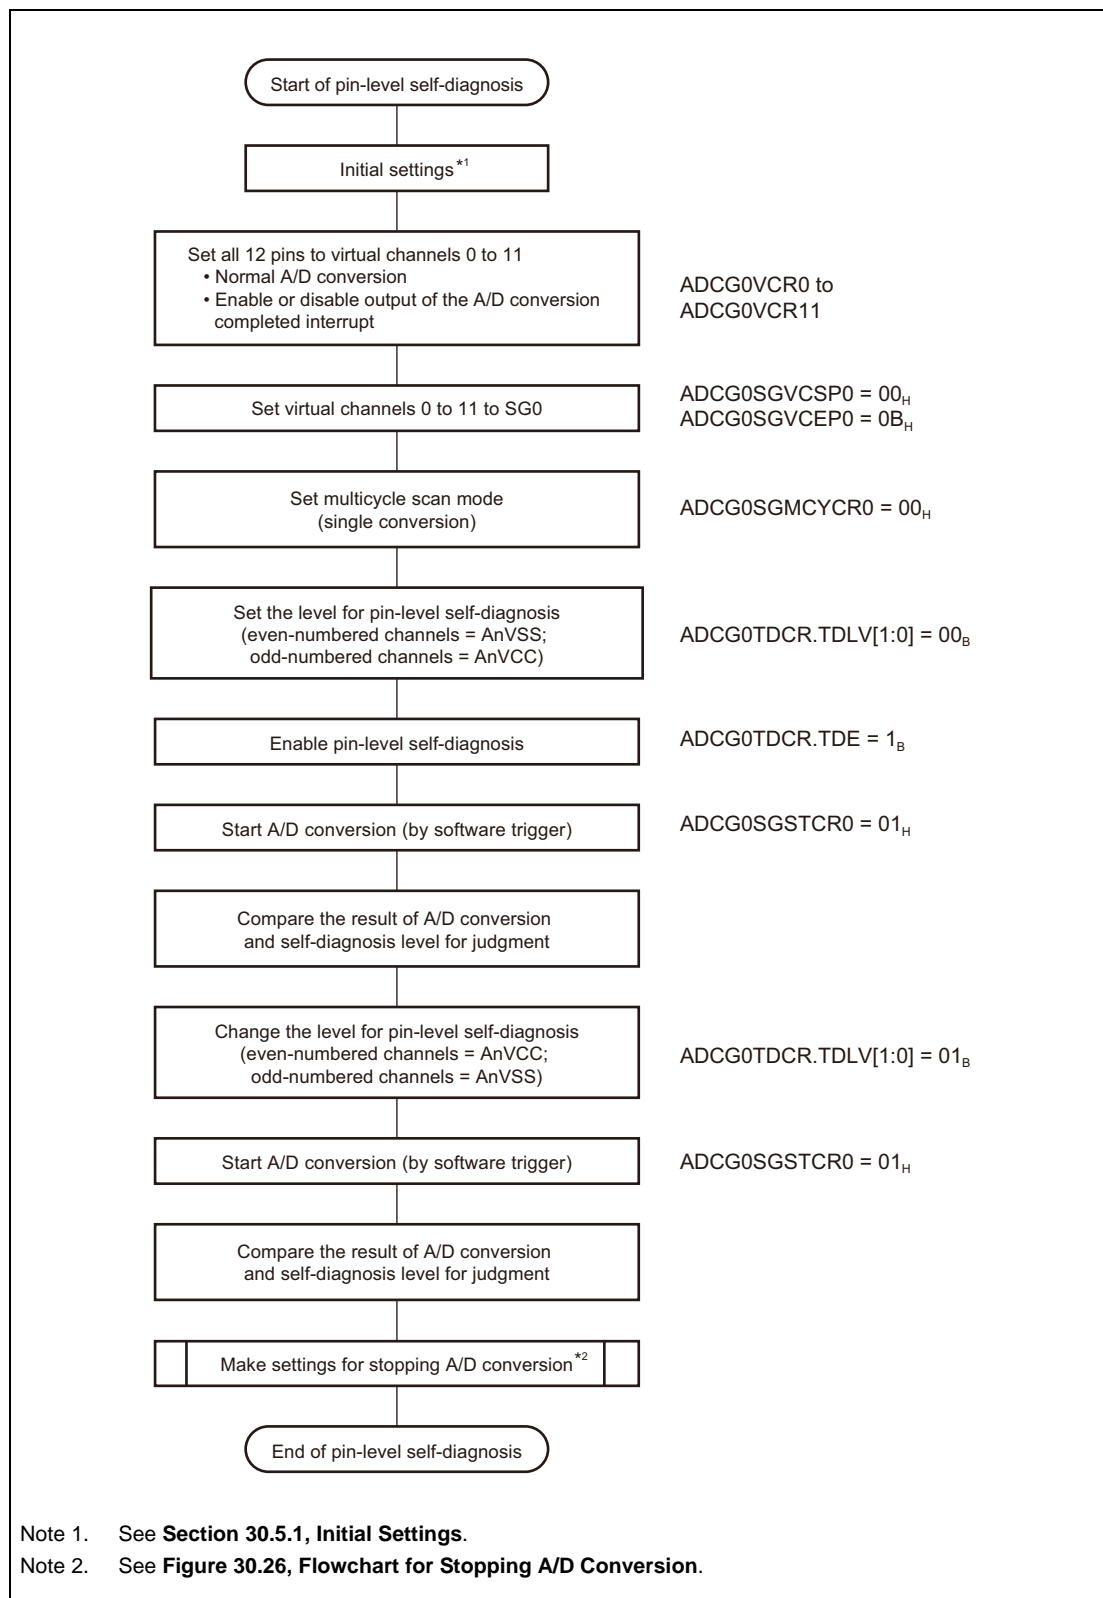 Start of pin-level self-diagnosis
Initial settings*1
Set all 12 pins to virtual channels 0 to 11
• Normal A/D conversion
• Enable or disable output of the A/D conversion
completed interrupt
ADCG0VCR0 to
ADCG0VCR11
Set virtual channels 0 to 11 to SG0
ADCG0SGVCSP0 = 00H
ADCG0SGVCEP0 = 0BH
Set multicycle scan mode
(single conversion)
ADCG0SGMCYCR0 = 00H
Set the level for pin-level self-diagnosis
(even-numbered channels = AnVSS;
odd-numbered channels = AnVCC)
ADCG0TDCR.TDLV[1:0] = 00B
Enable pin-level self-diagnosis
ADCG0TDCR.TDE = 1B
Start A/D conversion (by software trigger)
ADCG0SGSTCR0 = 01H
Compare the result of A/D conversion
and self-diagnosis level for judgment
Change the level for pin-level self-diagnosis
(even-numbered channels = AnVCC;
odd-numbered channels = AnVSS)
ADCG0TDCR.TDLV[1:0] = 01B
Start A/D conversion (by software trigger)
ADCG0SGSTCR0 = 01H
Compare the result of A/D conversion
and self-diagnosis level for judgment
Make settings for stopping A/D conversion*2
End of pin-level self-diagnosis
Note 1. See Section 30.5.1, Initial Settings.
Note 2. See Figure 30.26, Flowchart for Stopping A/D Conversion.